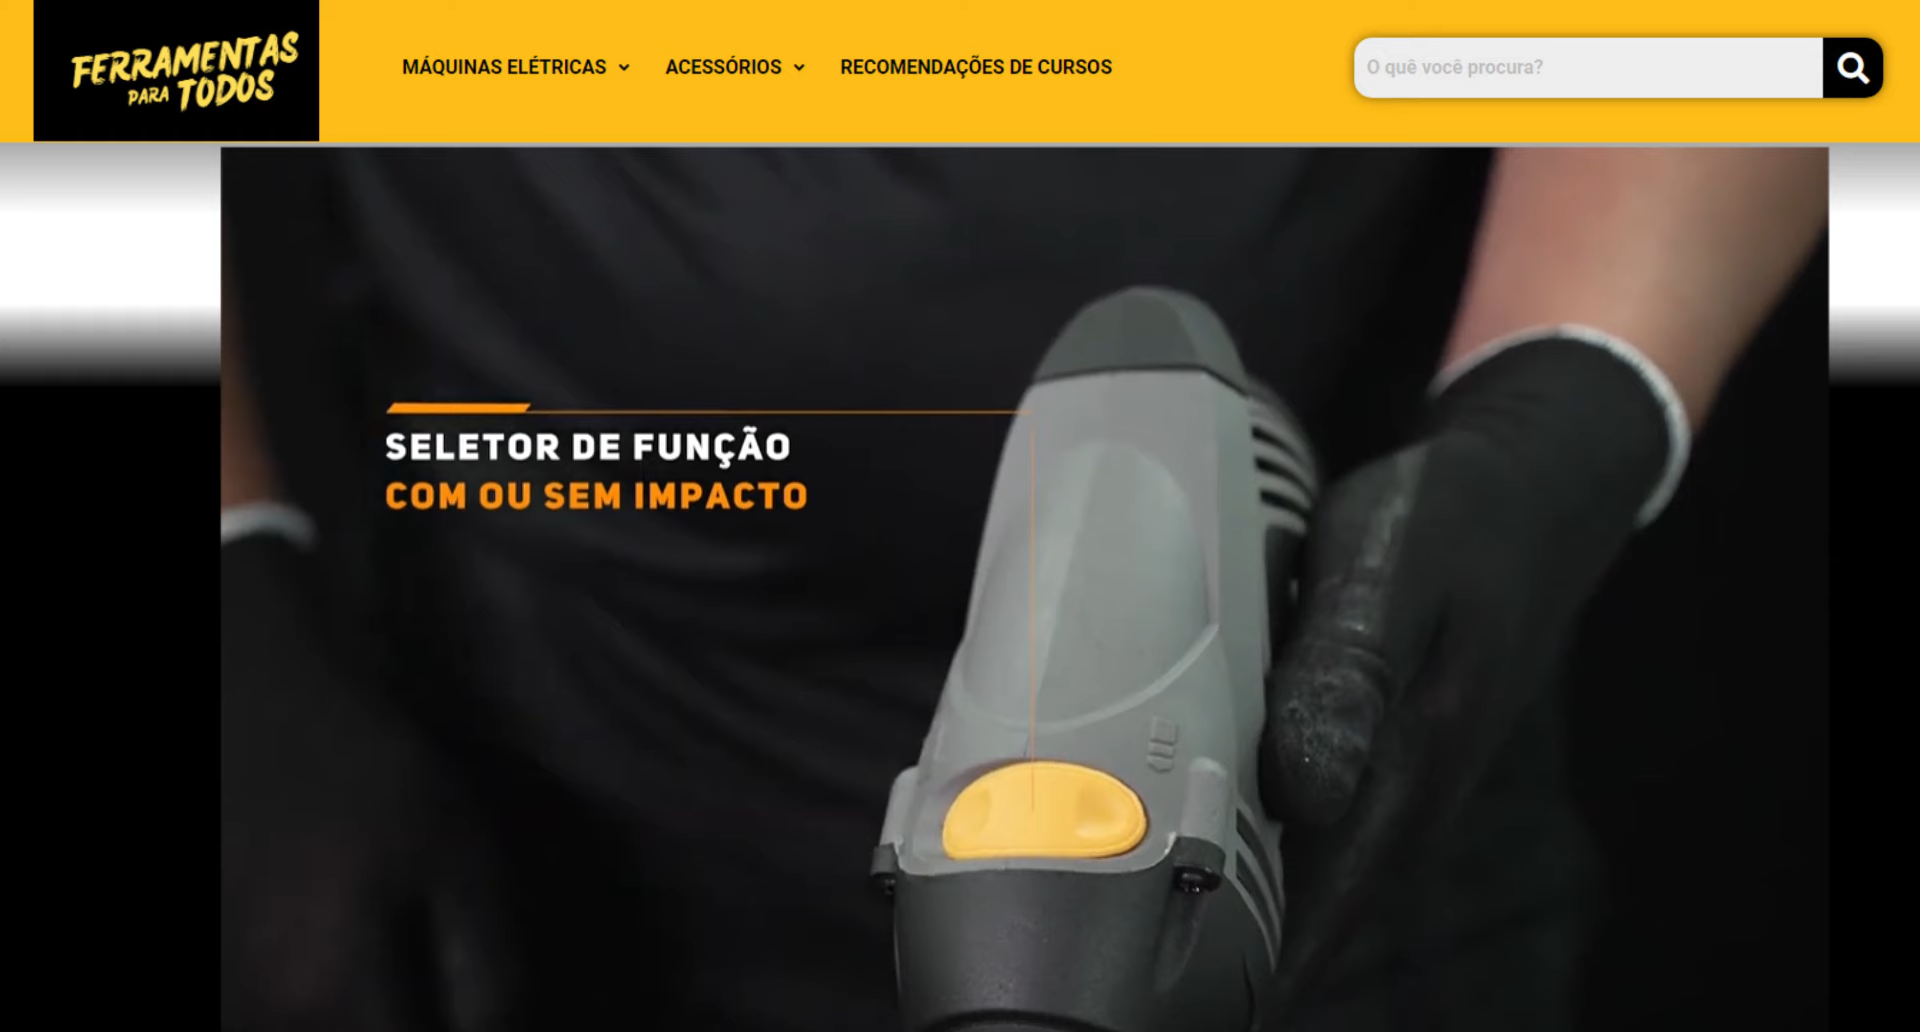 FERRAMENTAS
PARA TODOS
MÁQUINAS ELÉTRICAS
ACESSÓRIOS
RECOMENDAÇÕES DE CURSOS
O quê você procura?
SELETOR DE FUNÇÃO
COM OU SEM IMPACTO